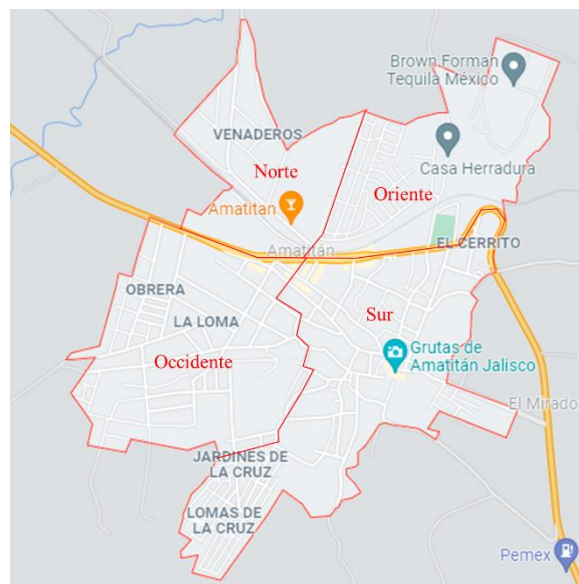 Brown Forman
Tequila México
VENADEROS
Casa Herradura
Norte
Oriente
Amatitan
Amatitán
EL CERRITO
OBRERA
LA LOMA
Sur
Occidente
Grutas de
Amatitán Jalisco
El Mirado
JARDINES DE
LA CRUZ
LOMAS DE
LA CRUZ
Pemex